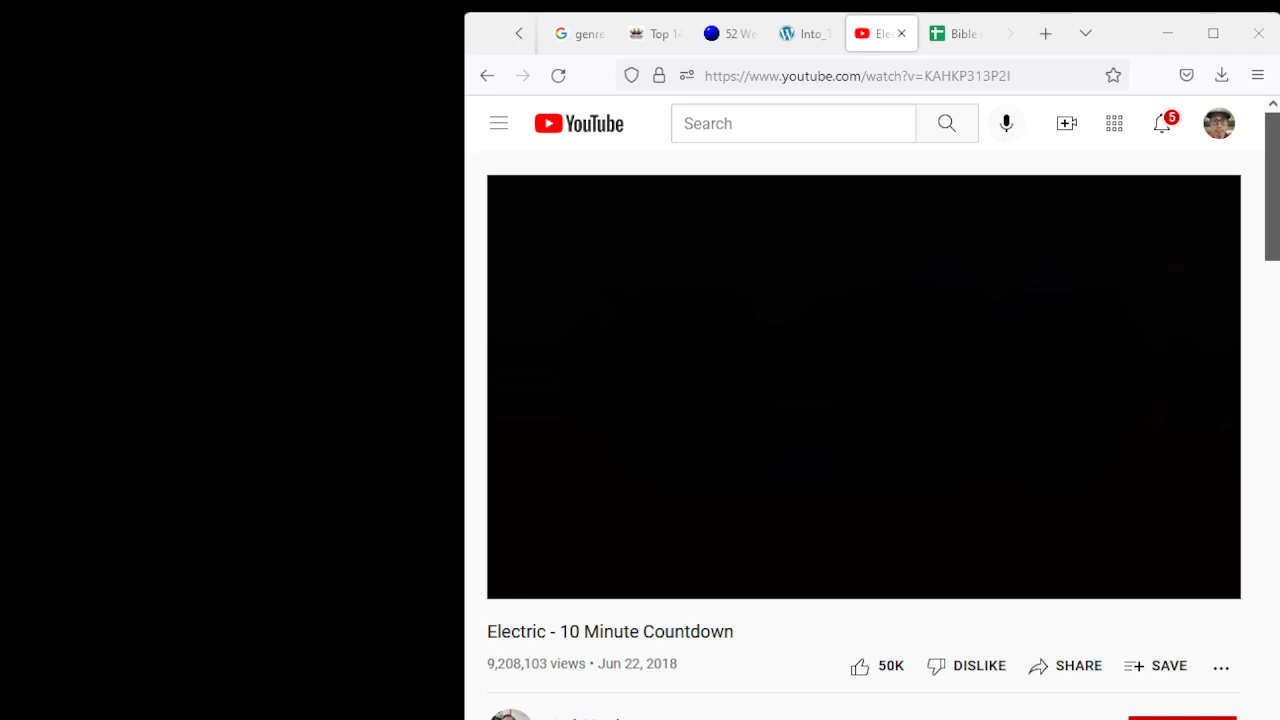 genre
Top 1
52 We
Into_T
Ele
Bible
https://www.youtube.com/watch?v=KAHKP313P2I
YouTube
Search
5
Electric - 10 Minute Countdown
9,208,103 views • Jun 22, 2018
50K
DISLIKE
SHARE
SAVE